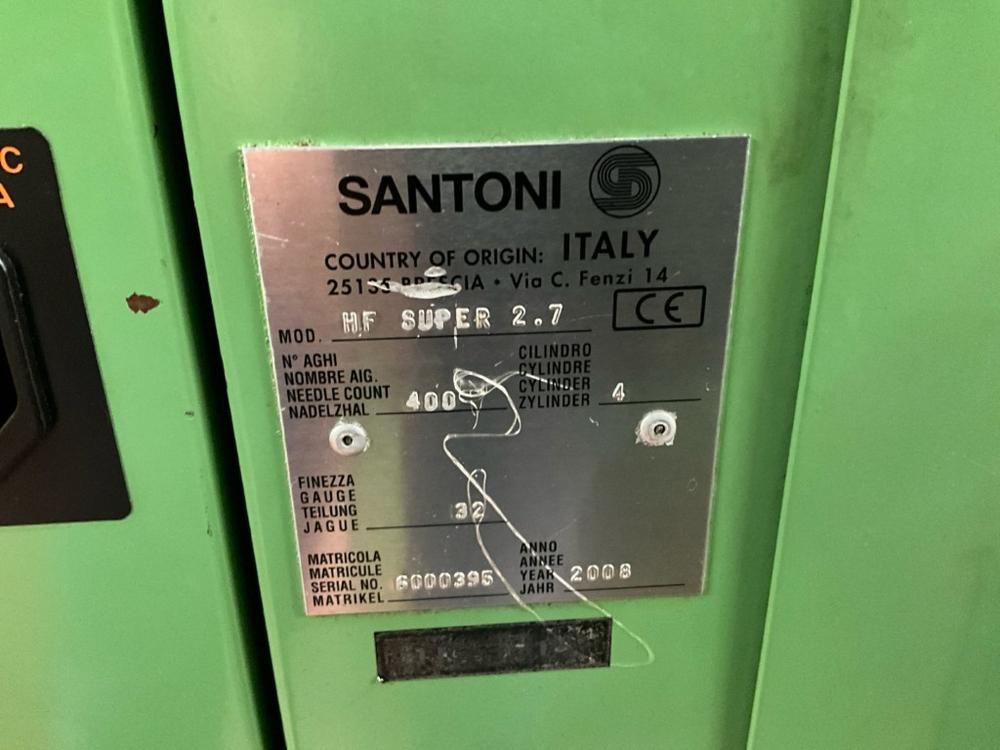 C
A
SANTONI
COUNTRY OF ORIGIN: ITALY
25135 BRESCIA • Via C. Fenzi 14
CE
MOD. HF SUPER 2.7
N° AGHI
NOMBRE AIG.
NEEDLE COUNT
NADELZHAL 400
CILINDRO
CYLINDRE
CYLINDER
ZYLINDER 4
FINEZZA
GAUGE
TEILUNG 32
JAGUE
MATRICOLA
MATRICULE
SERIAL NO. 6000395
MATRIKEL
ANNO
ANNEE
YEAR 2008
JAHR